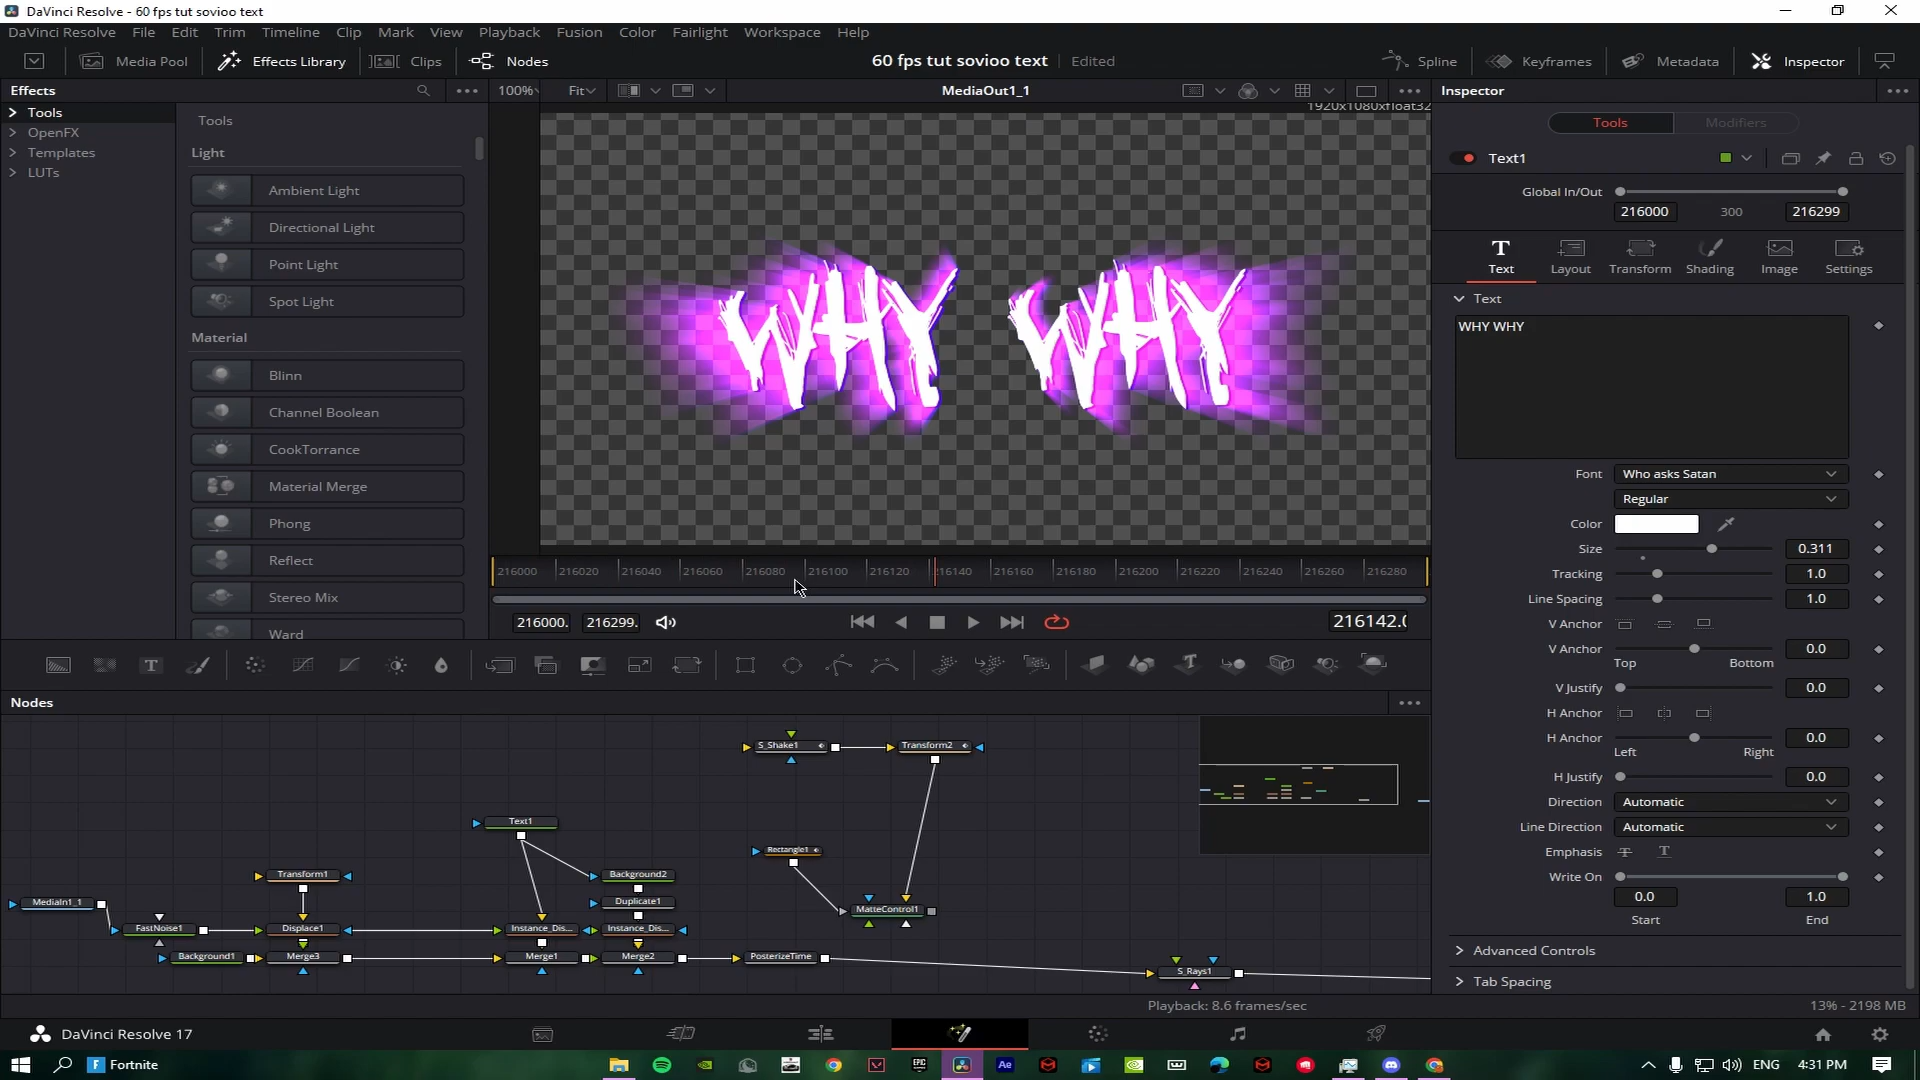 DaVinci Resolve - 60 fps tut sovioo text
DaVinci Resolve File Edit Trim Timeline Clip Mark View Playback Fusion Color Fairlight Workspace Help
Media Pool Effects Library Clips Nodes 60 fps tut sovioo text Edited Spline Keyframes Metadata Inspector
Effects 100% Fit MediaOut1_1 Inspector
1920x1080xfloat32
Tools Tools Tools Modifiers
OpenFX
Templates
LUTs
Light
Ambient Light
Directional Light
Point Light
Spot Light
Material
Blinn
Channel Boolean
CookTorrance
Material Merge
Phong
Reflect
Stereo Mix
Ward
WHY WHY
216000 216020 216040 216060 216080 216100 216120 216140 216160 216180 216200 216220 216240 216260 216280
216000. 216299. 216142.0
Text1
Global In/Out
216000 300 216299
Text Layout Transform Shading Image Settings
Text
WHY WHY
Font Who asks Satan
Regular
Color
Size 0.311
Tracking 1.0
Line Spacing 1.0
V Anchor
V Anchor 0.0
Top Bottom
V Justify 0.0
H Anchor
H Anchor 0.0
Left Right
H Justify 0.0
Direction Automatic
Line Direction Automatic
Emphasis
Write On
0.0 1.0
Start End
Advanced Controls
Tab Spacing
Nodes
S_Shake1 Transform2
Text1
Rectangle1
Transform1 Background2
MediaIn1_1 Duplicate1 MatteControl1
FastNoise1 Displace1 Instance_Dis... Instance_Dis...
Background1 Merge3 Merge1 Merge2 PosterizeTime
S_Rays1
Playback: 8.6 frames/sec 13% - 2198 MB
DaVinci Resolve 17
Fortnite ENG 4:31 PM